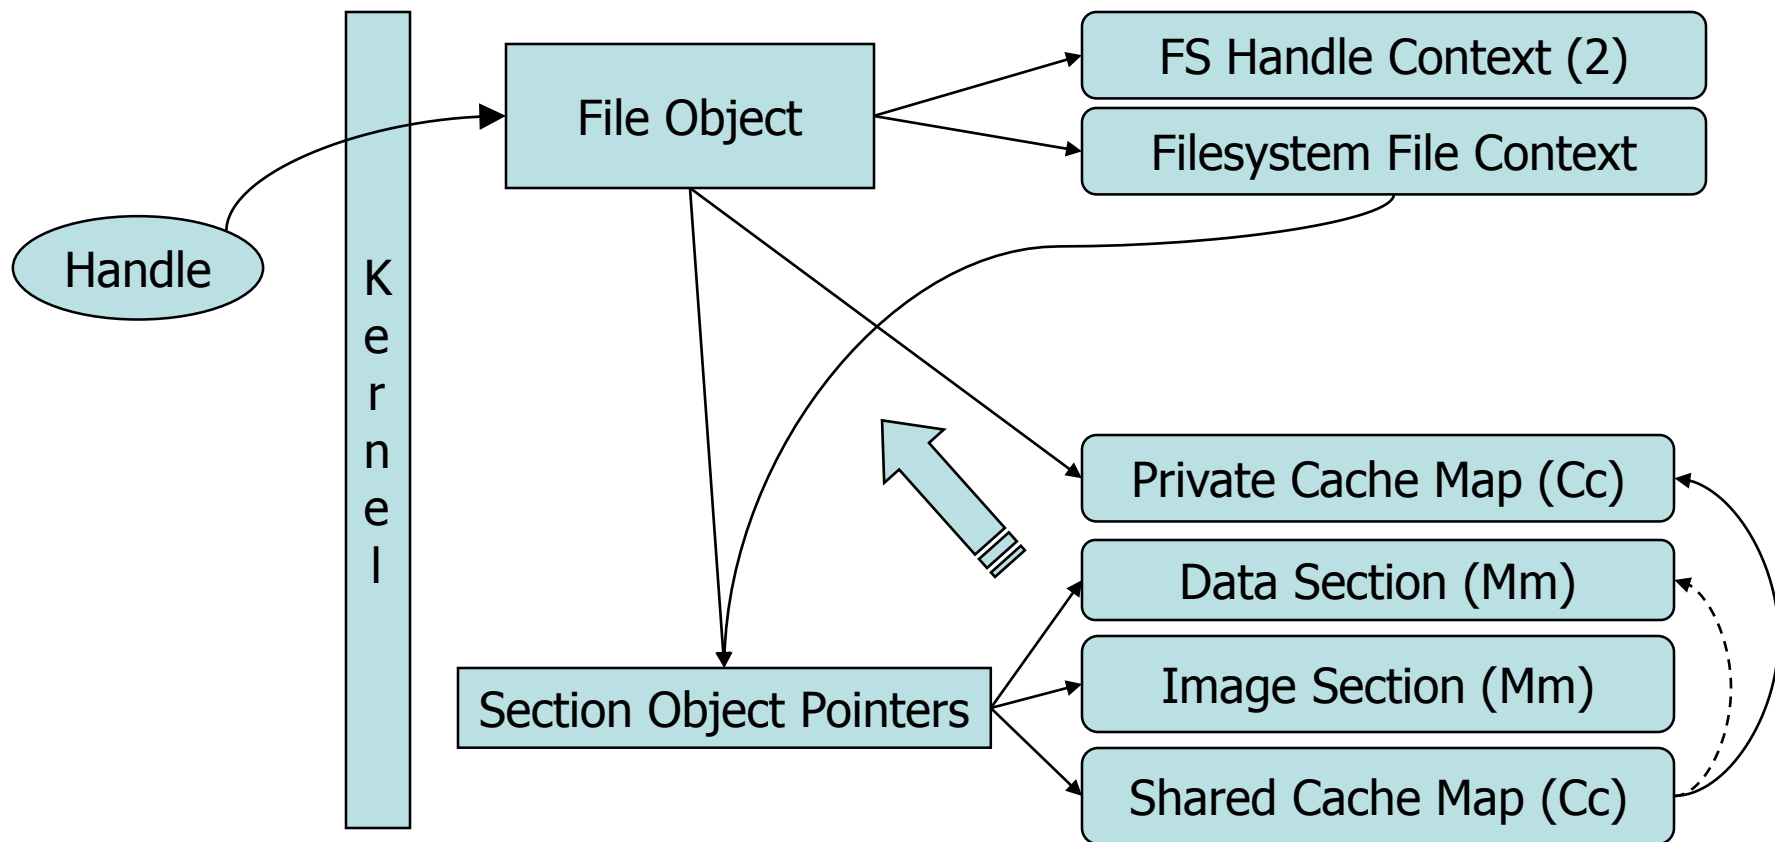 FS Handle Context (2)
File Object
Filesystem File Context
Handle
Kernel
Private Cache Map (Cc)
Data Section (Mm)
Image Section (Mm)
Section Object Pointers
Shared Cache Map (Cc)